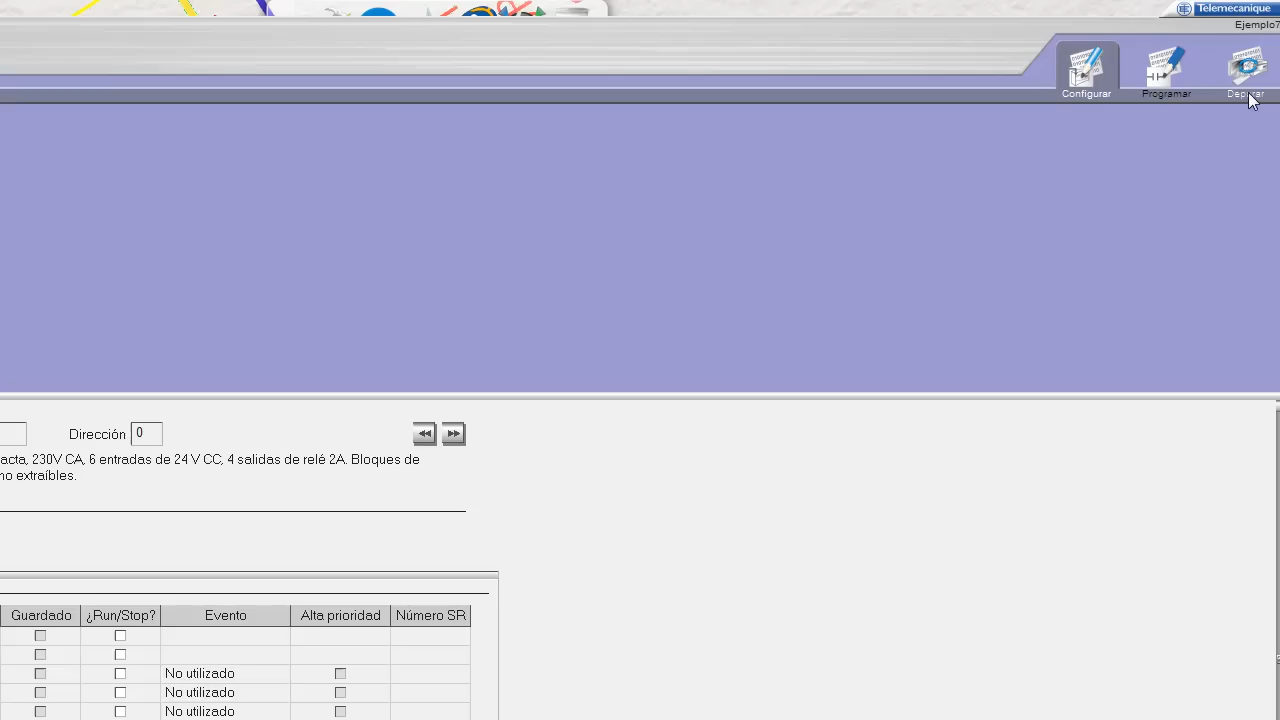 Telemecanique
Ejemplo7
Configurar
Programar
Depurar
Dirección 0
acta, 230V CA, 6 entradas de 24 V CC, 4 salidas de relé 2A. Bloques de
no extraíbles.
Guardado ¿Run/Stop? Evento Alta prioridad Número SR
No utilizado
No utilizado
No utilizado